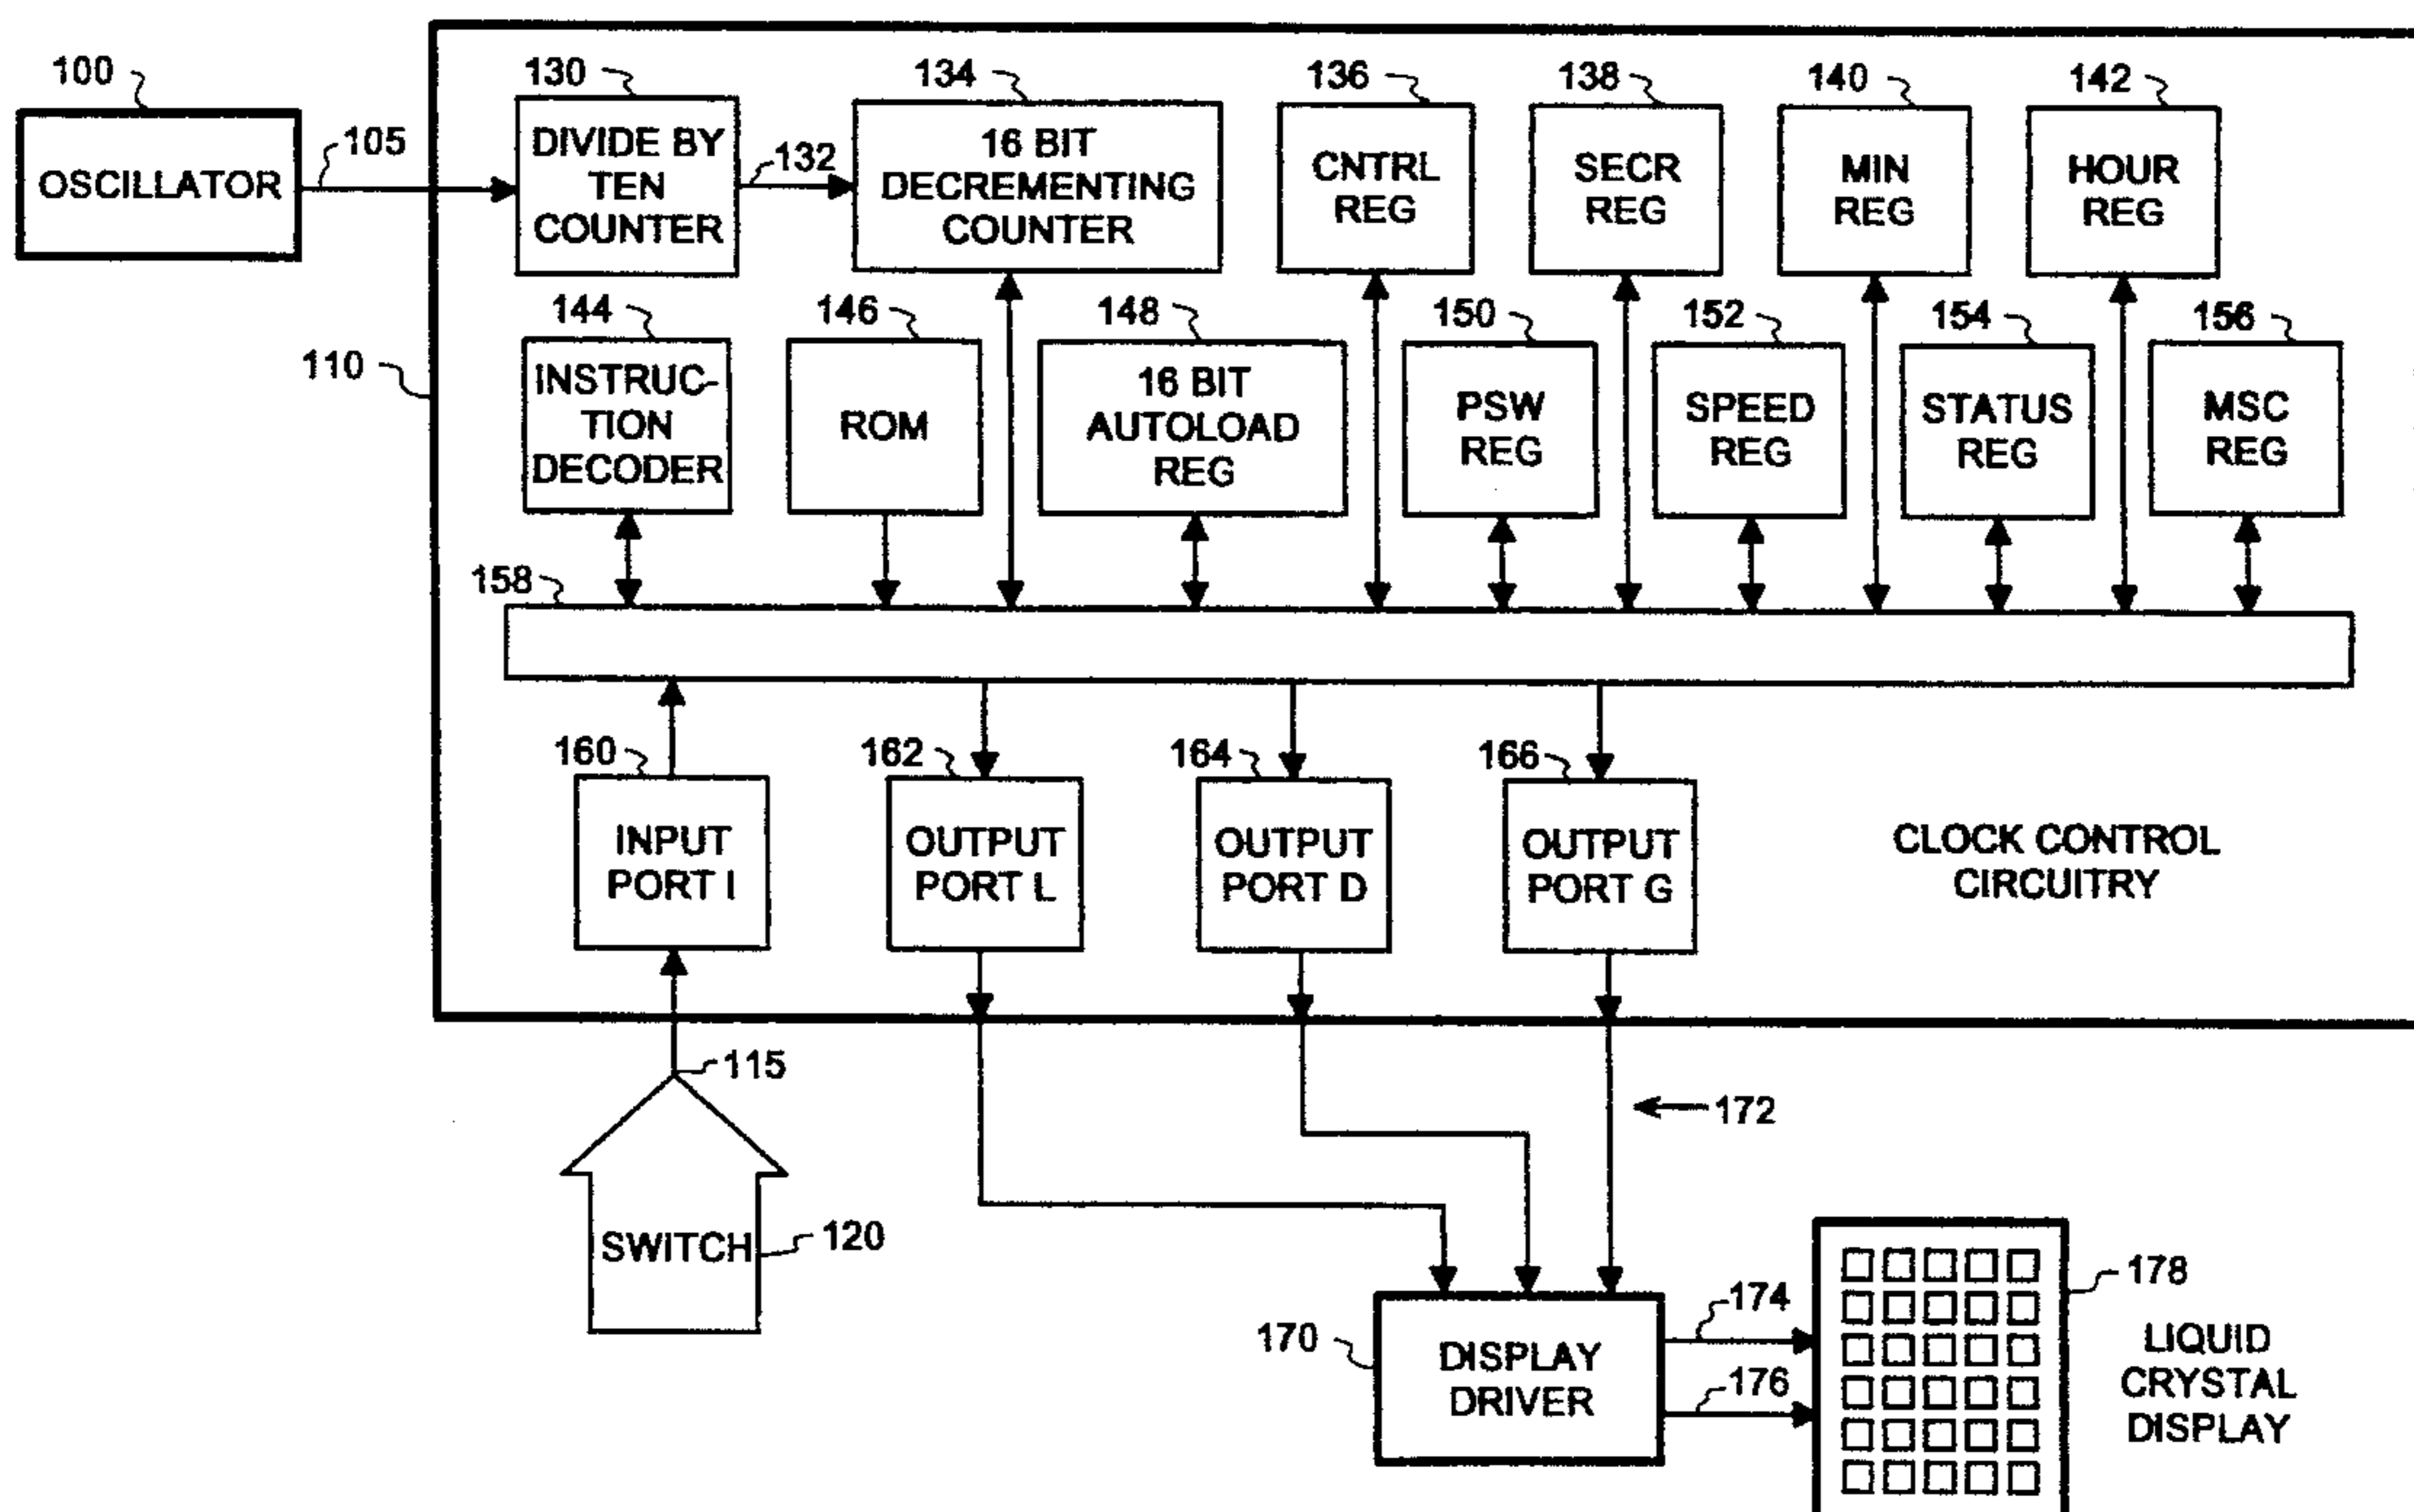 100
130
134
136
138
140
142
OSCILLATOR
105
DIVIDE BY
TEN
COUNTER
132
16 BIT
DECREMENTING
COUNTER
CNTRL
REG
SECR
REG
MIN
REG
HOUR
REG
110
144
146
148
150
152
154
156
INSTRUC-
TION
DECODER
ROM
16 BIT
AUTOLOAD
REG
PSW
REG
SPEED
REG
STATUS
REG
MSC
REG
158
160
162
164
166
INPUT
PORT I
OUTPUT
PORT L
OUTPUT
PORT D
OUTPUT
PORT G
CLOCK CONTROL
CIRCUITRY
115
172
SWITCH
120
170
DISPLAY
DRIVER
174
176
178
LIQUID
CRYSTAL
DISPLAY